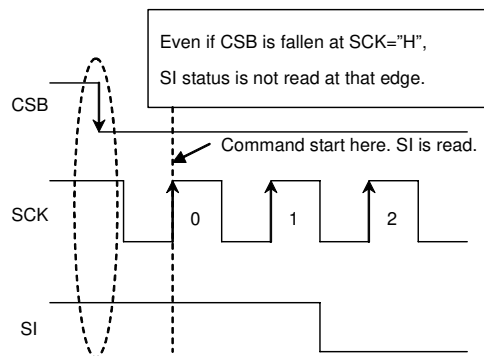 Even if CSB is fallen at SCK=”H”,
SI status is not read at that edge.
CSB
Command start here. SI is read.
SCK
0 1 2
SI